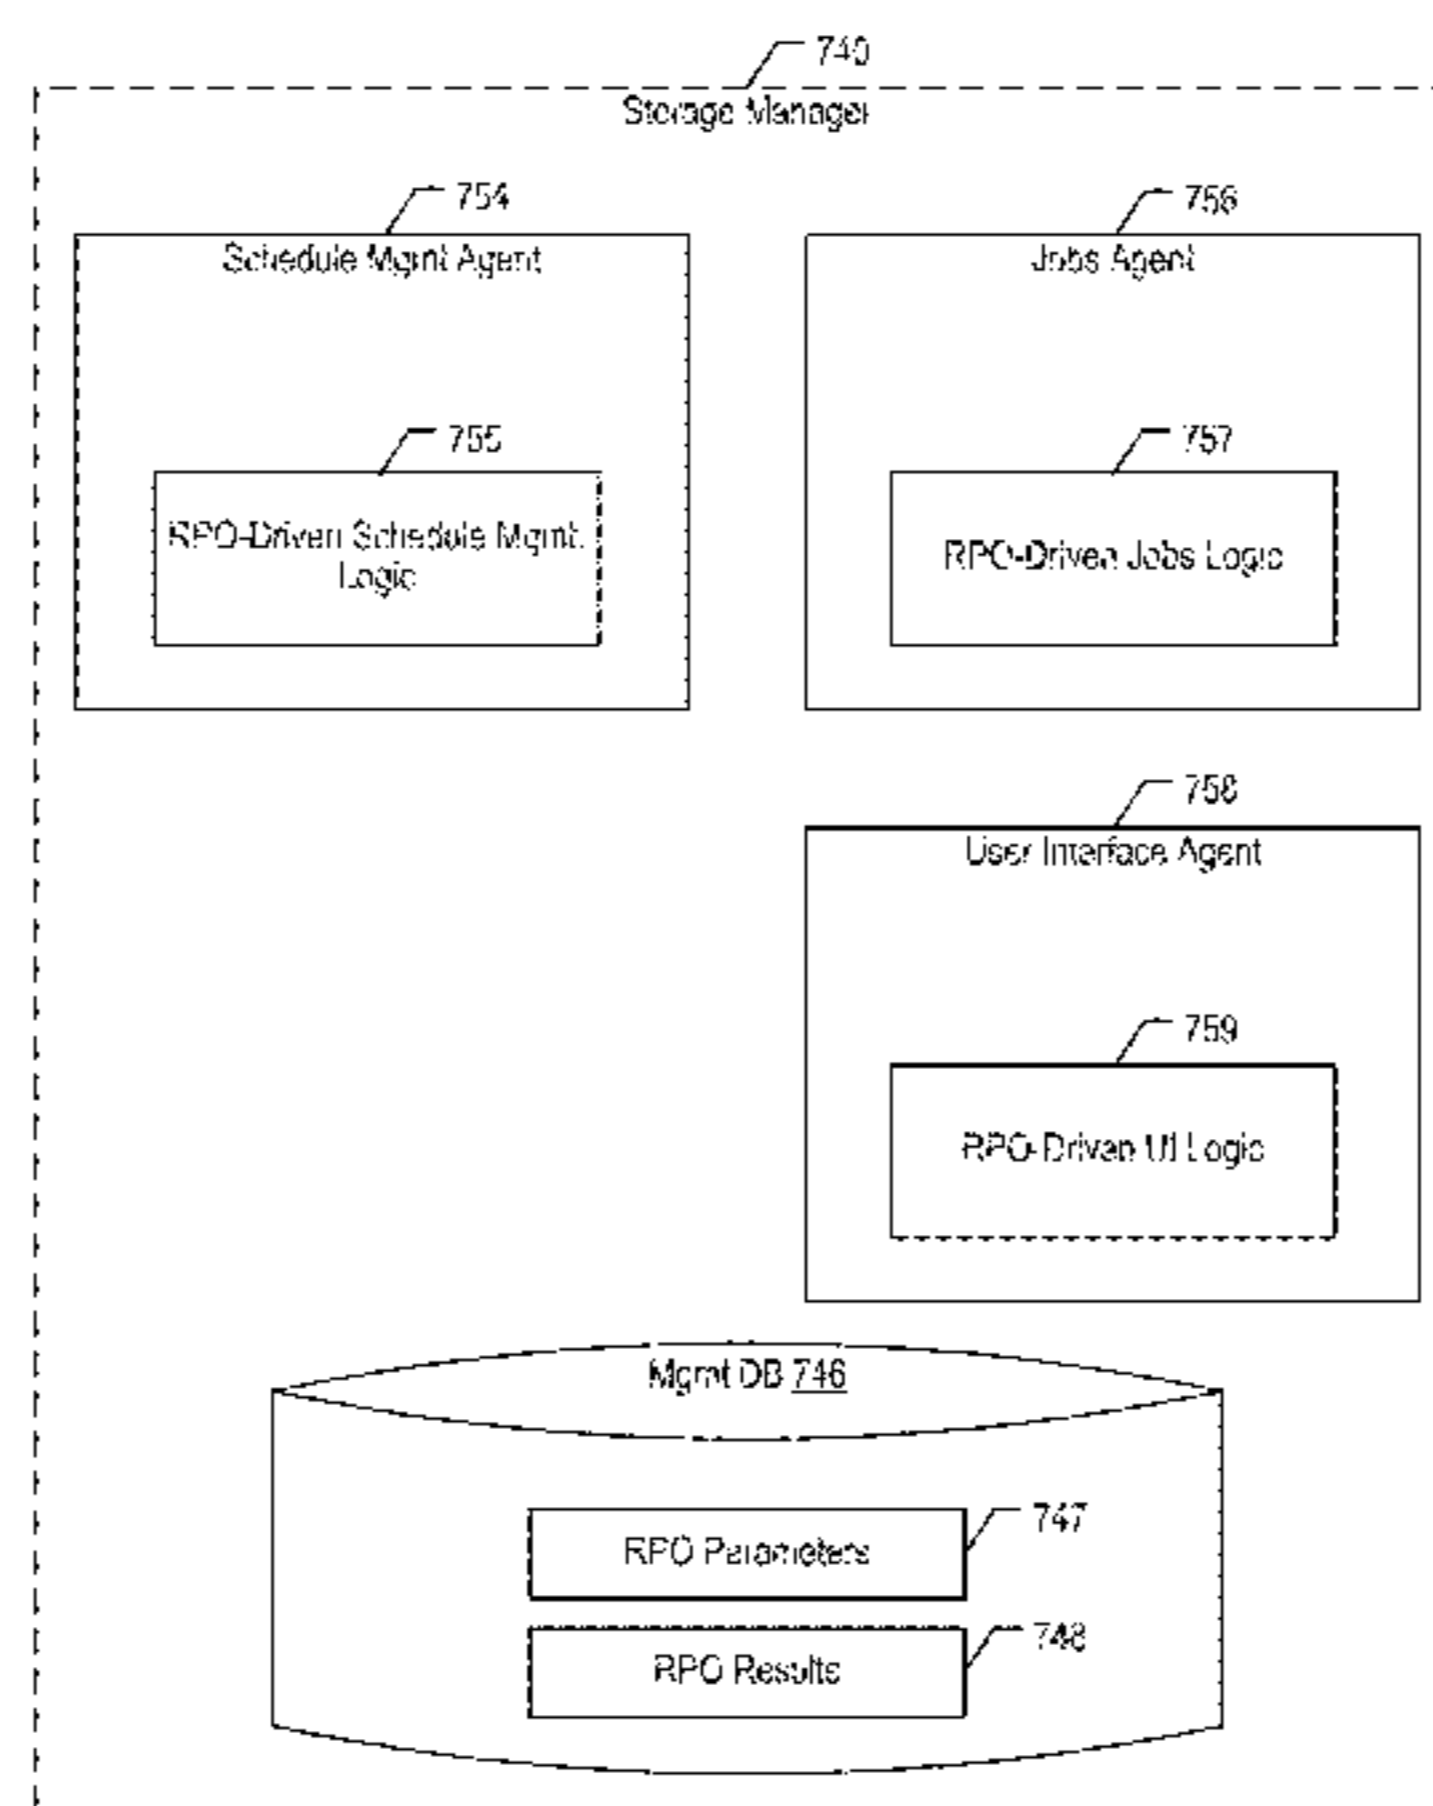 740
Storage Manager
754
756
Schedule Mgmt Agent
Jobs Agent
755
757
RPO-Driven Schedule Mgmt.
Logic
RPO-Driven Jobs Logic
758
User Interface Agent
759
RPO-Driven UI Logic
Mgmt DB 746
747
RPO Parameters
748
RPO Results